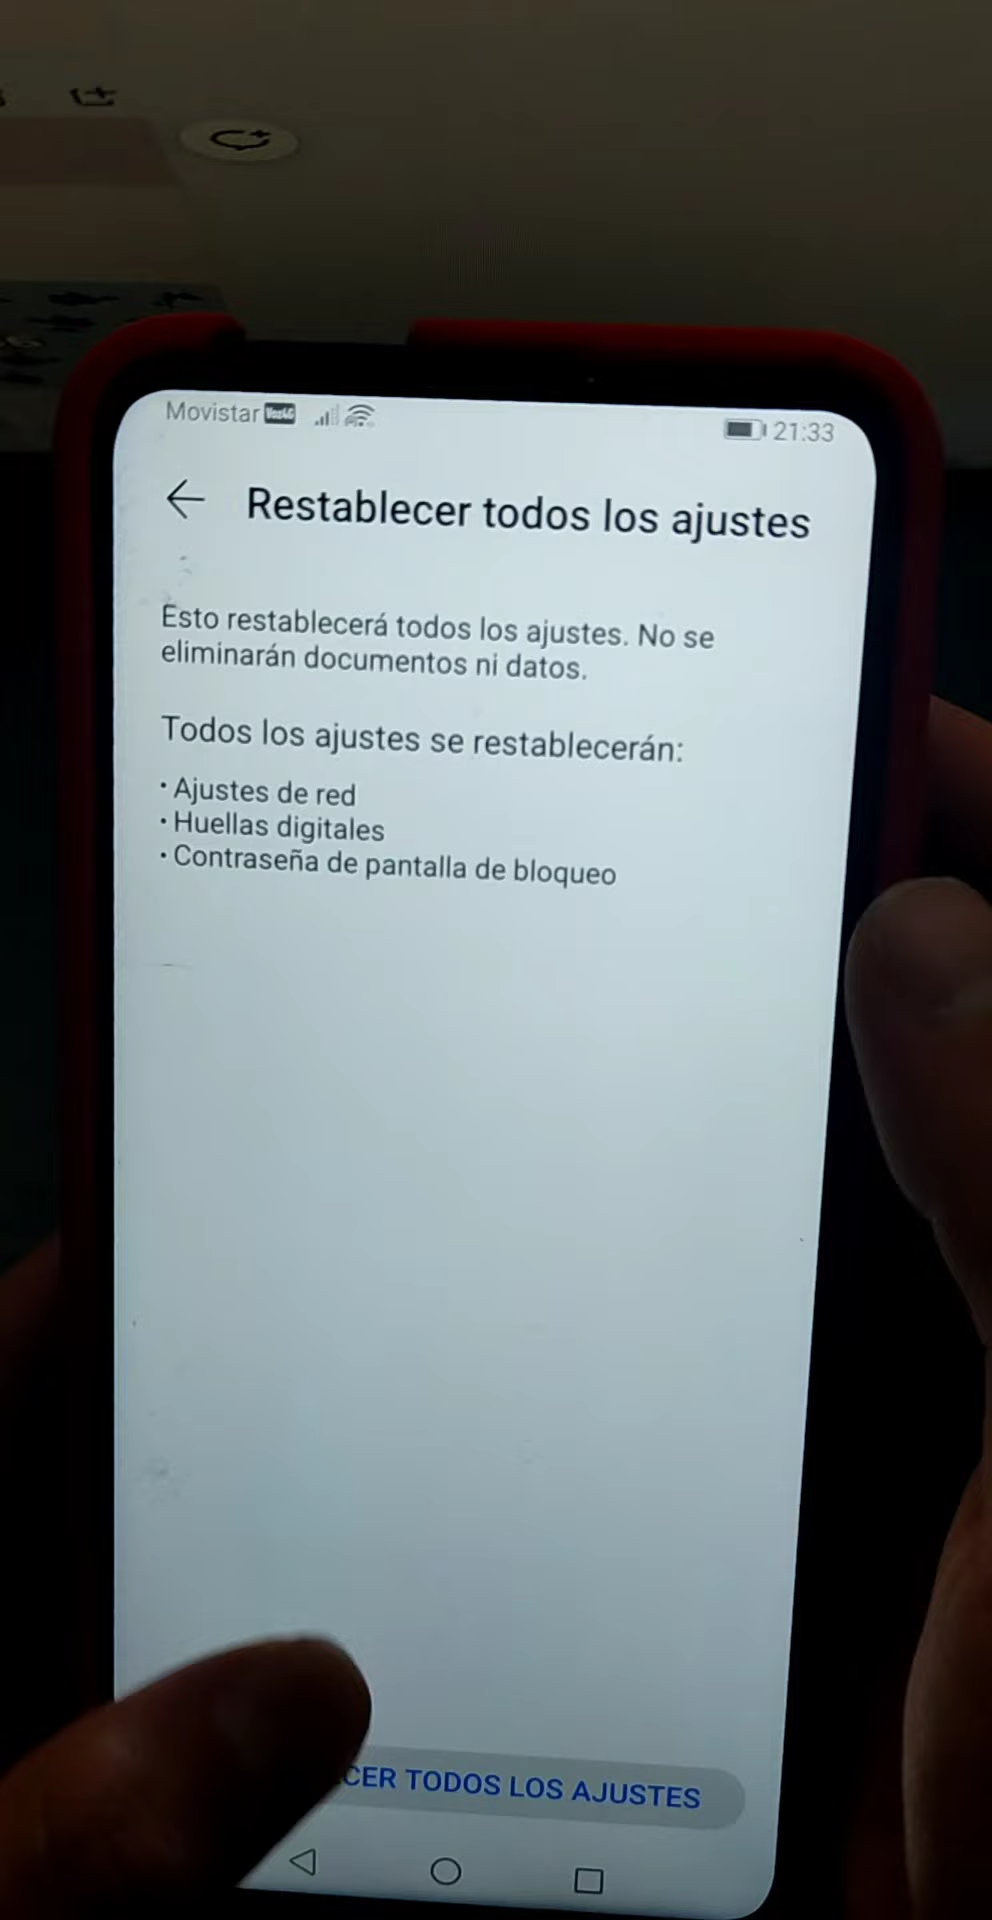 Movistar Voz4G 21:33
Restablecer todos los ajustes
Esto restablecerá todos los ajustes. No se
eliminarán documentos ni datos.
Todos los ajustes se restablecerán:
• Ajustes de red
• Huellas digitales
• Contraseña de pantalla de bloqueo
CER TODOS LOS AJUSTES